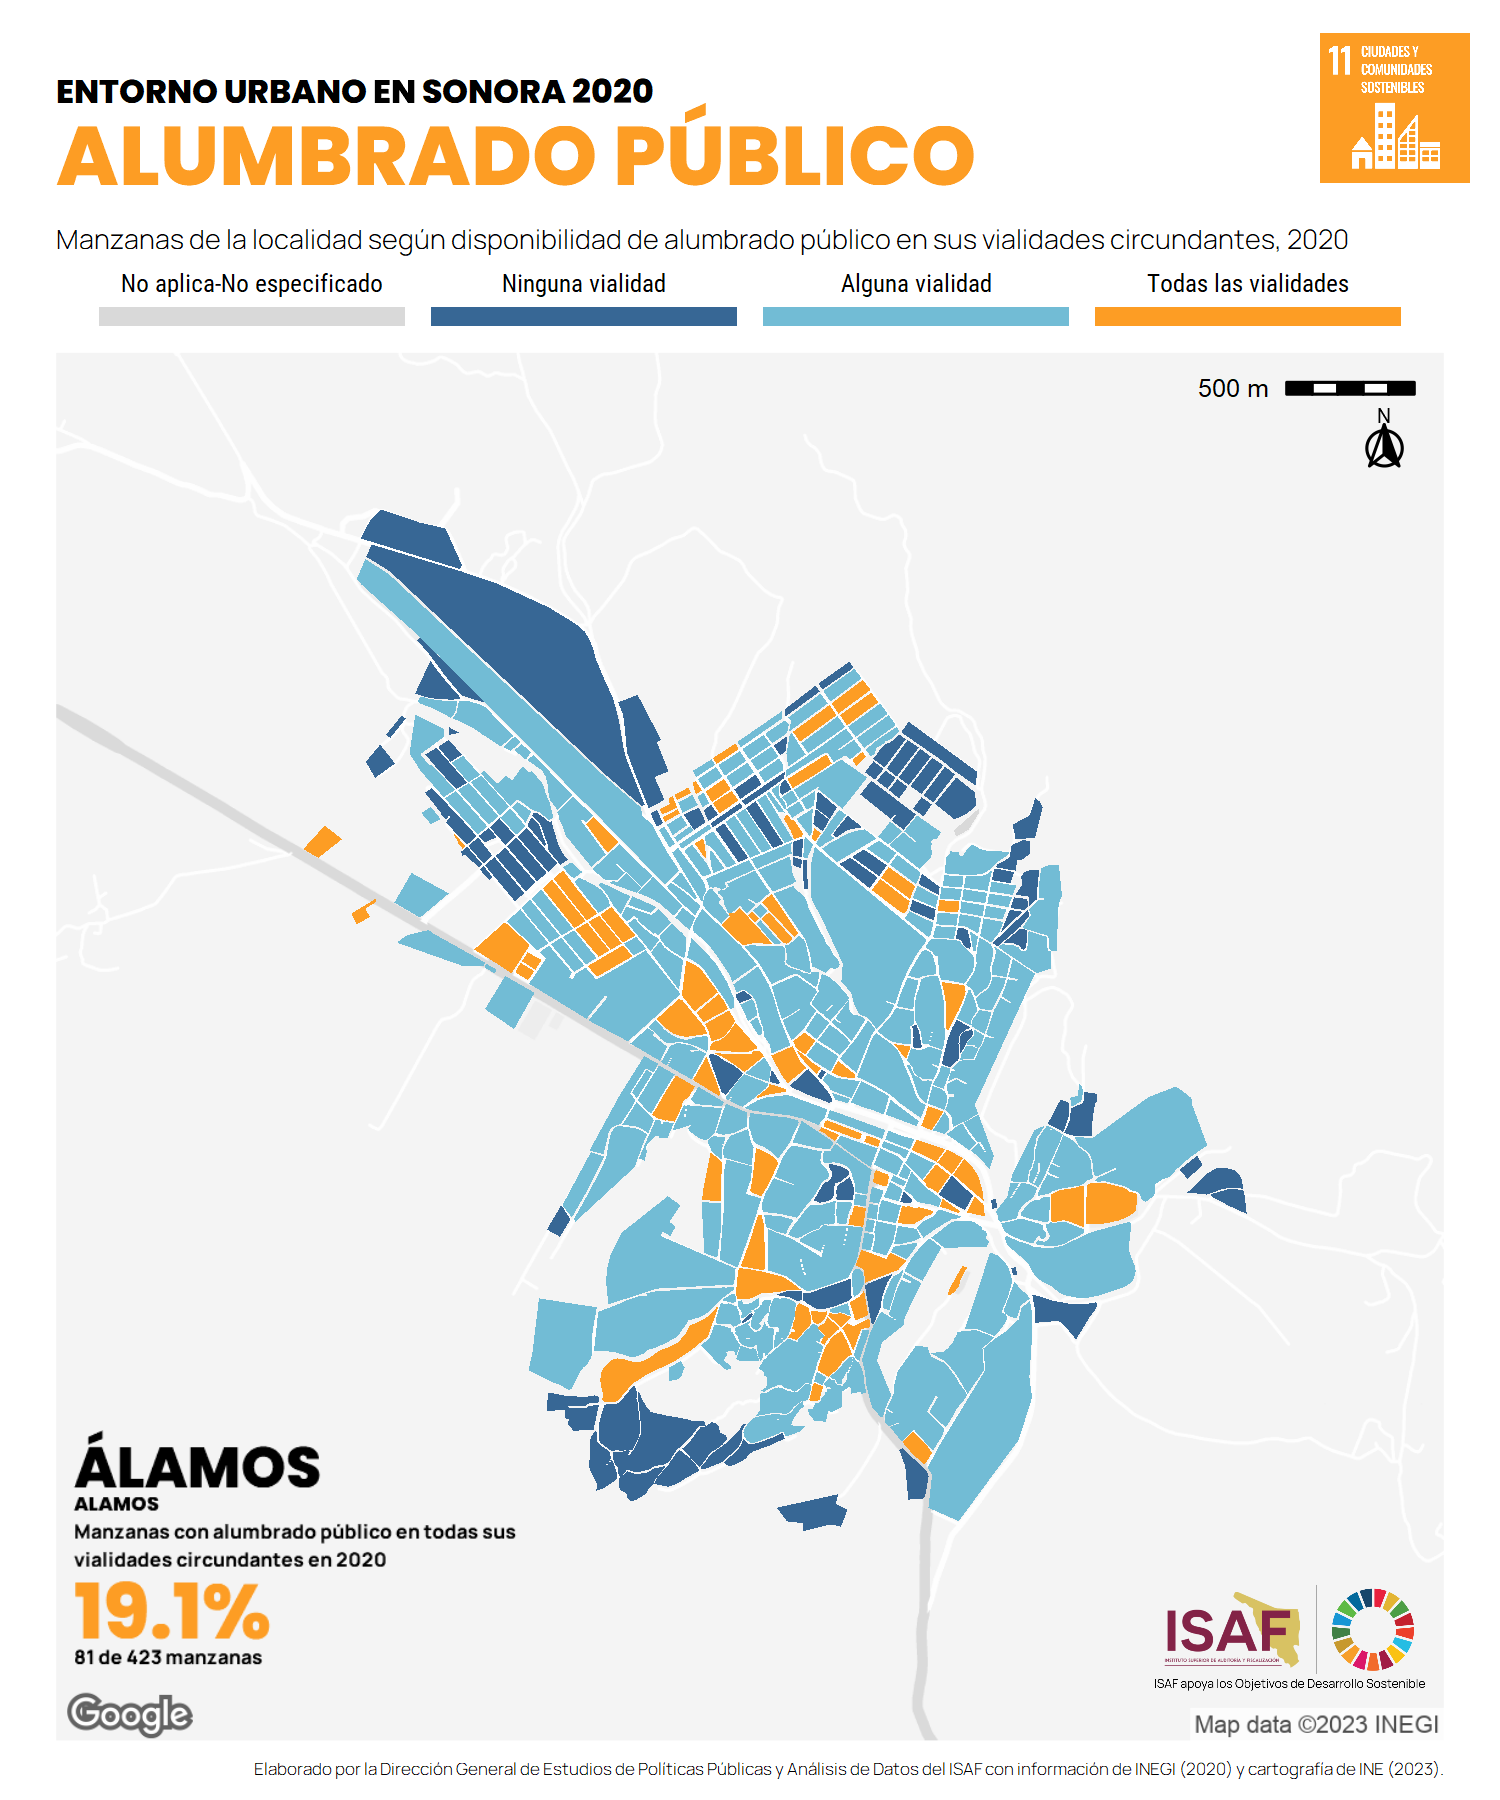 ENTORNO URBANO EN SONORA 2020
ALUMBRADO PÚBLICO
11 CIUDADES Y
COMUNIDADES
SOSTENIBLES
Manzanas de la localidad según disponibilidad de alumbrado público en sus vialidades circundantes, 2020
No aplica-No especificado
Ninguna vialidad
Alguna vialidad
Todas las vialidades
500 m
N
ÁLAMOS
ALAMOS
Manzanas con alumbrado público en todas sus
vialidades circundantes en 2020
19.1%
81 de 423 manzanas
Google
ISAF
INSTITUTO SUPERIOR DE AUDITORÍA Y FISCALIZACIÓN
ISAF apoya los Objetivos de Desarrollo Sostenible
Map data ©2023 INEGI
Elaborado por la Dirección General de Estudios de Políticas Públicas y Análisis de Datos del ISAF con información de INEGI (2020) y cartografía de INE (2023).